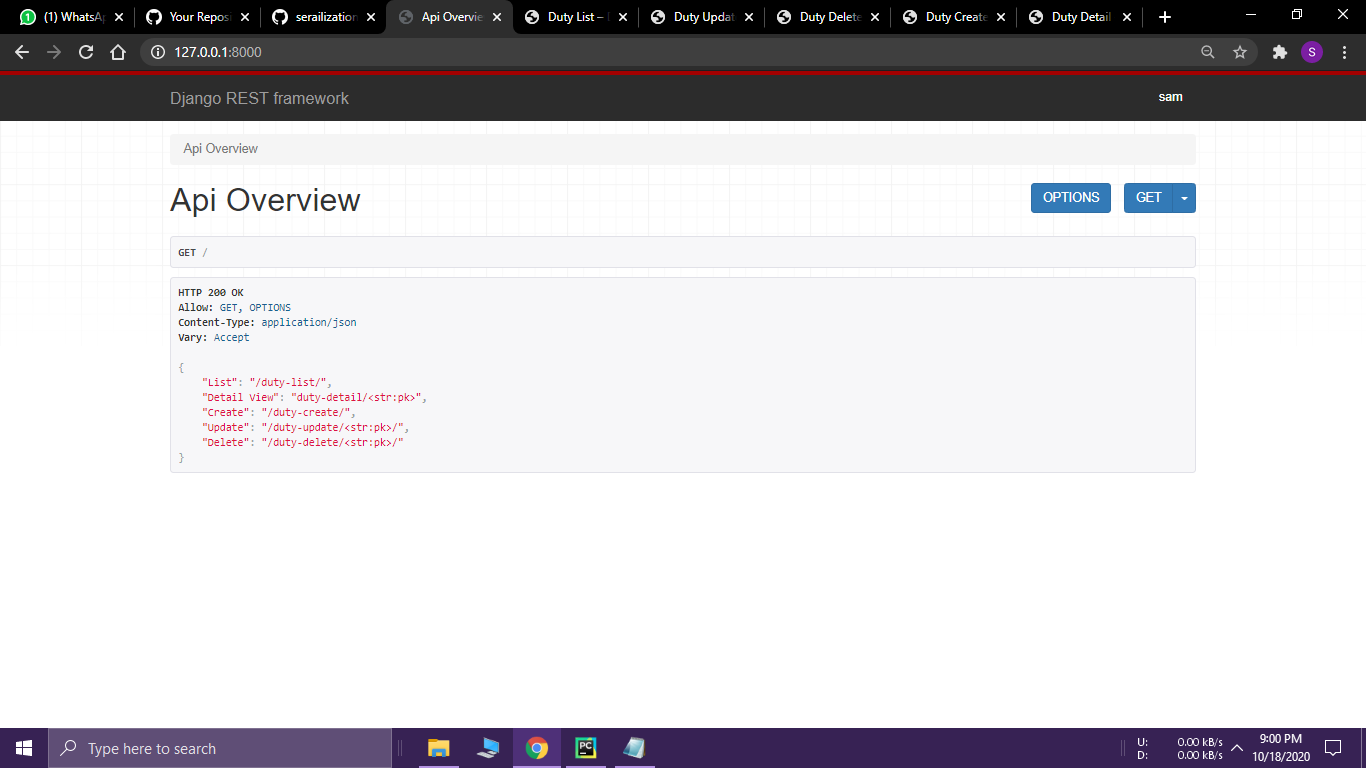 (1) WhatsAp
Your Reposi
serailization
Api Overvie
Duty List –
Duty Updat
Duty Delete
Duty Create
Duty Detail
127.0.0.1:8000
S
Django REST framework
sam
Api Overview
Api Overview
OPTIONS
GET
GET /
HTTP 200 OK
Allow: GET, OPTIONS
Content-Type: application/json
Vary: Accept
{
"List": "/duty-list/",
"Detail View": "duty-detail/<str:pk>",
"Create": "/duty-create/",
"Update": "/duty-update/<str:pk>/",
"Delete": "/duty-delete/<str:pk>/"
}
Type here to search
PC
U: 0.00 kB/s
D: 0.00 kB/s
9:00 PM
10/18/2020